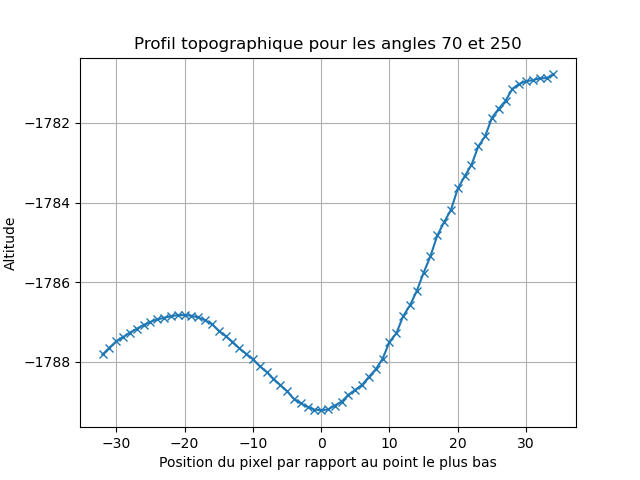 Profil topographique pour les angles 70 et 250
−1782
−1784
−1786
−1788
Altitude
−30 −20 −10 0 10 20 30
Position du pixel par rapport au point le plus bas